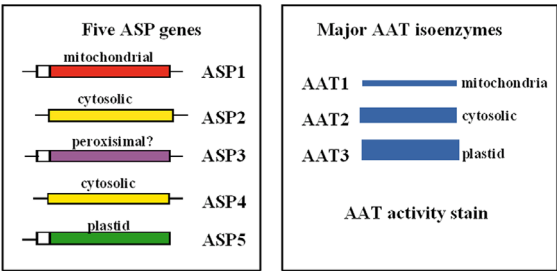 Five ASP genes
mitochondrial
ASP1
cytosolic
ASP2
peroxisimal?
ASP3
cytosolic
ASP4
plastid
ASP5
Major AAT isoenzymes
AAT1 mitochondria
AAT2 cytosolic
AAT3 plastid
AAT activity stain